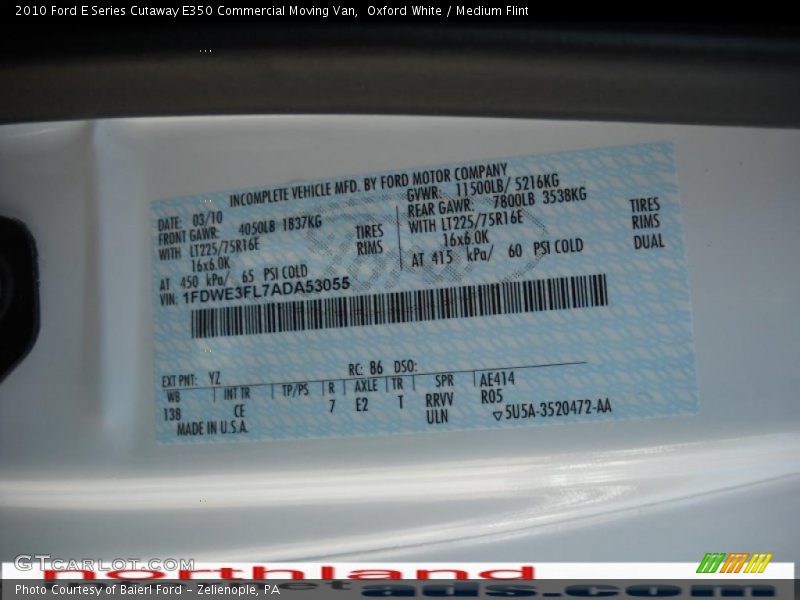 2010 Ford E Series Cutaway E350 Commercial Moving Van,  Oxford White / Medium Flint
INCOMPLETE VEHICLE MFD. BY FORD MOTOR COMPANY
DATE: 03/10 GVWR: 11500LB/ 5216KG
FRONT GAWR: 4050LB 1837KG REAR GAWR: 7800LB 3538KG
WITH LT225/75R16E TIRES WITH LT225/75R16E TIRES
16x6.0K RIMS 16x6.0K RIMS
AT 450 kPa/ 65 PSI COLD AT 415 kPa/ 60 PSI COLD DUAL
VIN: 1FDWE3FL7ADA53055
EXT PNT: YZ RC: 86 DSO:
WB INT TR TP/PS R AXLE TR SPR AE414
138 CE 7 E2 T RRVV R05
MADE IN U.S.A. ULN ▽5U5A-3520472-AA
GTCarLot.com
northland
Photo Courtesy of Baierl Ford - Zelienople, PA